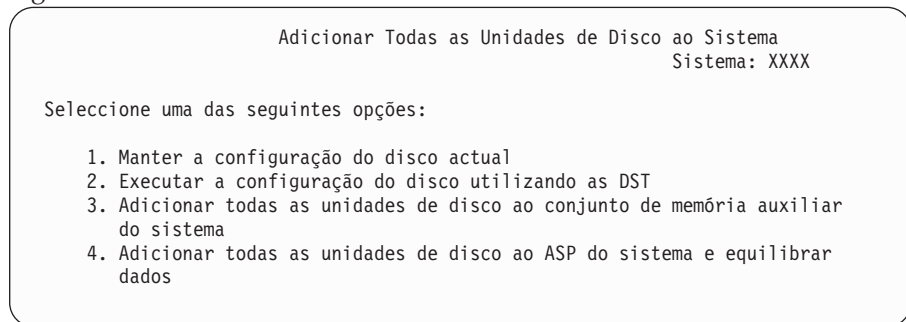 Adicionar Todas as Unidades de Disco ao Sistema
Sistema: XXXX
Seleccione uma das seguintes opções:
1. Manter a configuração do disco actual
2. Executar a configuração do disco utilizando as DST
3. Adicionar todas as unidades de disco ao conjunto de memória auxiliar
do sistema
4. Adicionar todas as unidades de disco ao ASP do sistema e equilibrar
dados